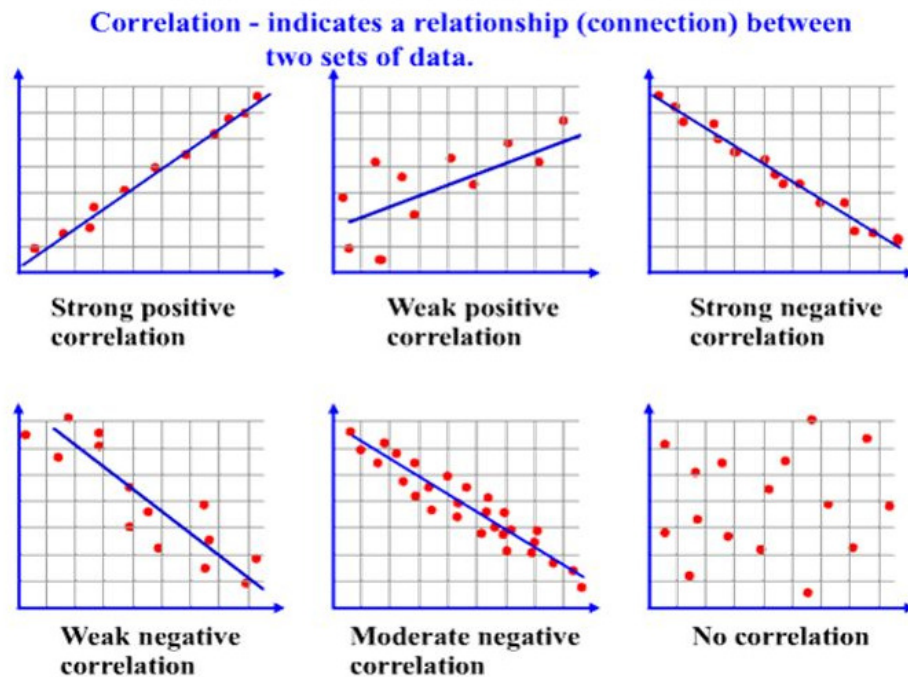 Correlation - indicates a relationship (connection) between
two sets of data.
Strong positive
correlation
Weak positive
correlation
Strong negative
correlation
Weak negative
correlation
Moderate negative
correlation
No correlation